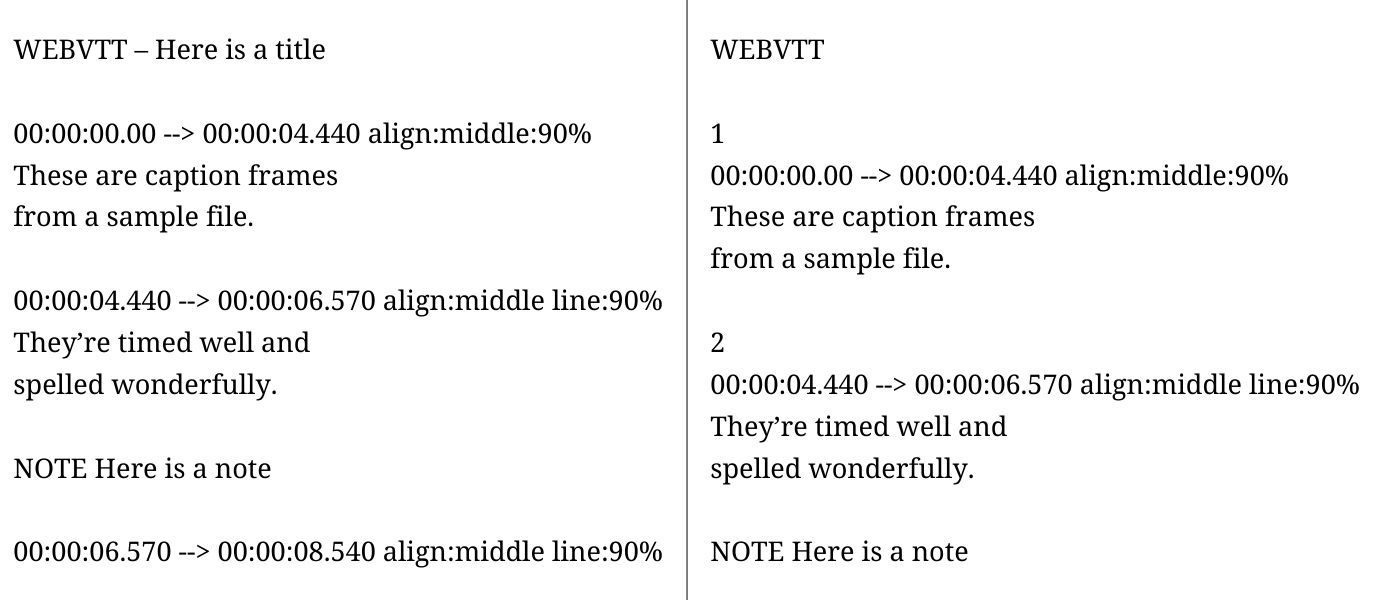 WEBVTT – Here is a title
00:00:00.00 --> 00:00:04.440 align:middle:90%
These are caption frames
from a sample file.
00:00:04.440 --> 00:00:06.570 align:middle line:90%
They’re timed well and
spelled wonderfully.
NOTE Here is a note
00:00:06.570 --> 00:00:08.540 align:middle line:90%
WEBVTT
1
00:00:00.00 --> 00:00:04.440 align:middle:90%
These are caption frames
from a sample file.
2
00:00:04.440 --> 00:00:06.570 align:middle line:90%
They’re timed well and
spelled wonderfully.
NOTE Here is a note